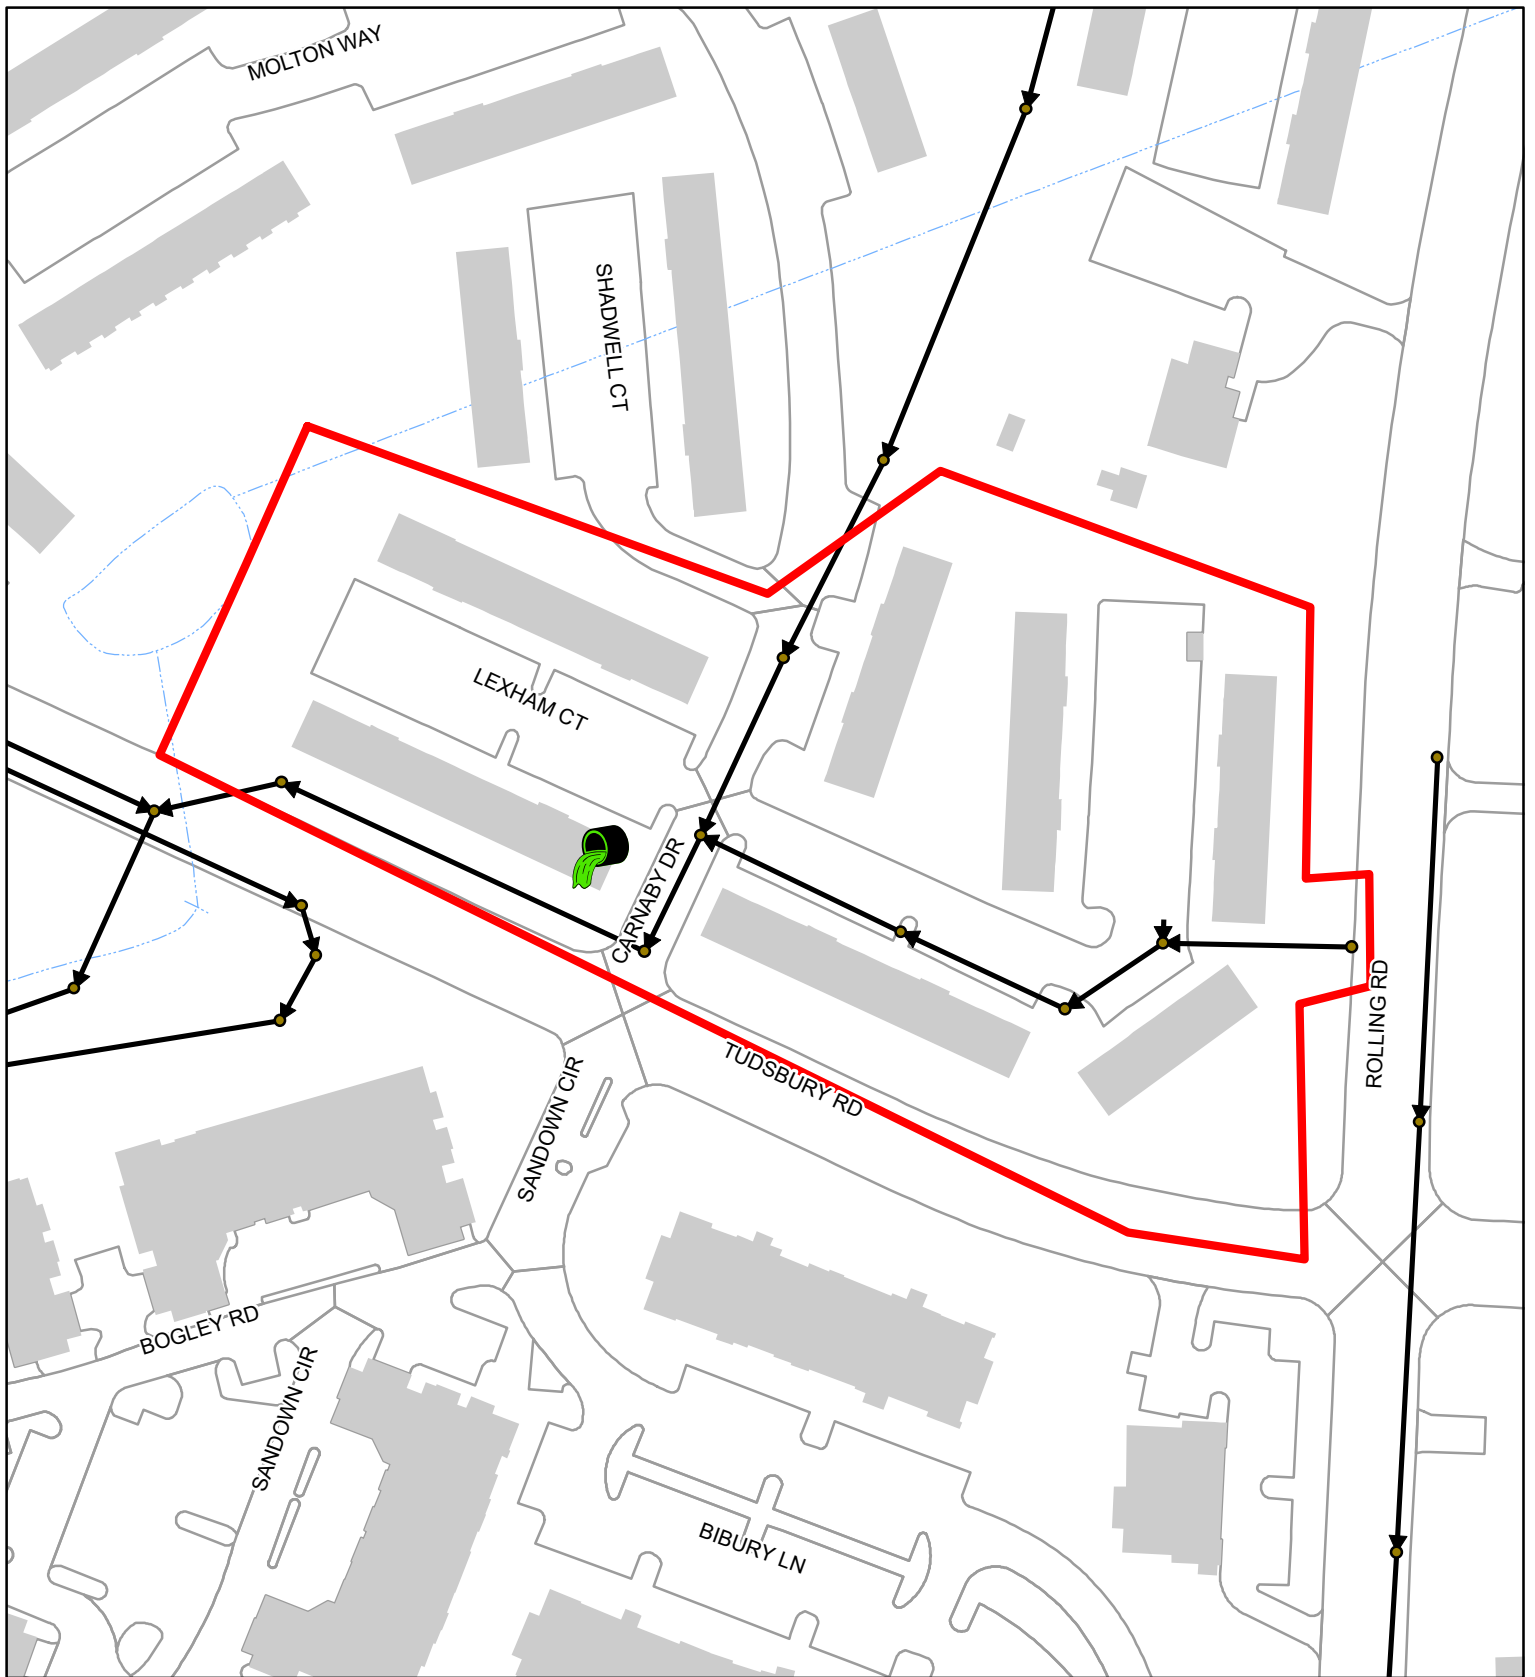 MOLTON WAY
SHADWELL CT
LEXHAM CT
CARNABY DR
ROLLING RD
TUDSBURY RD
SANDOWN CIR
BOGLEY RD
SANDOWN CIR
BIBURY LN